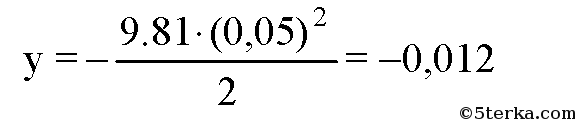 y = − 9.81·(0,05)² / 2 = −0,012
©5terka.com